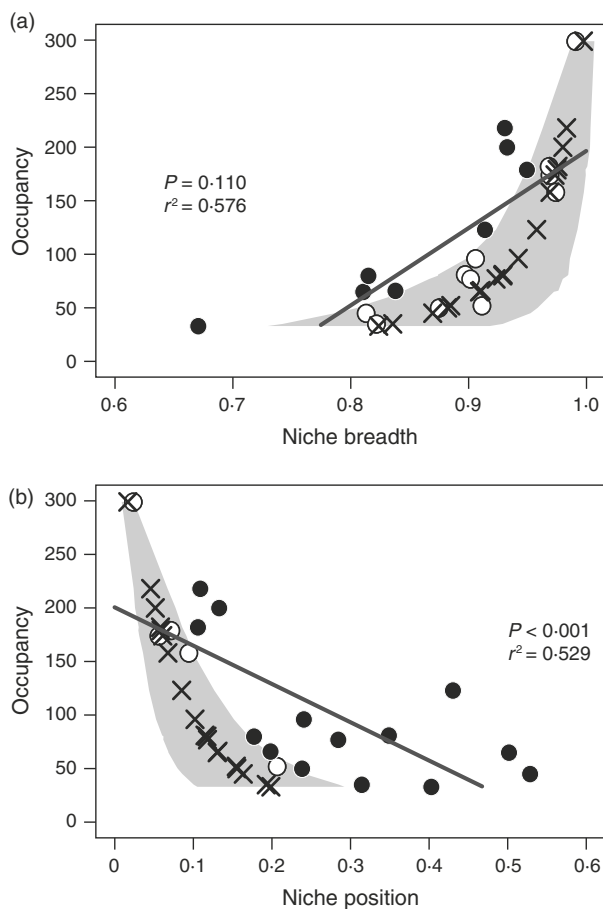 (a)
300
250
200
150
100
50
0
Occupancy
P = 0·110
r² = 0·576
0·6 0·7 0·8 0·9 1·0
Niche breadth
(b)
300
250
200
150
100
50
0
Occupancy
P < 0·001
r² = 0·529
0 0·1 0·2 0·3 0·4 0·5 0·6
Niche position